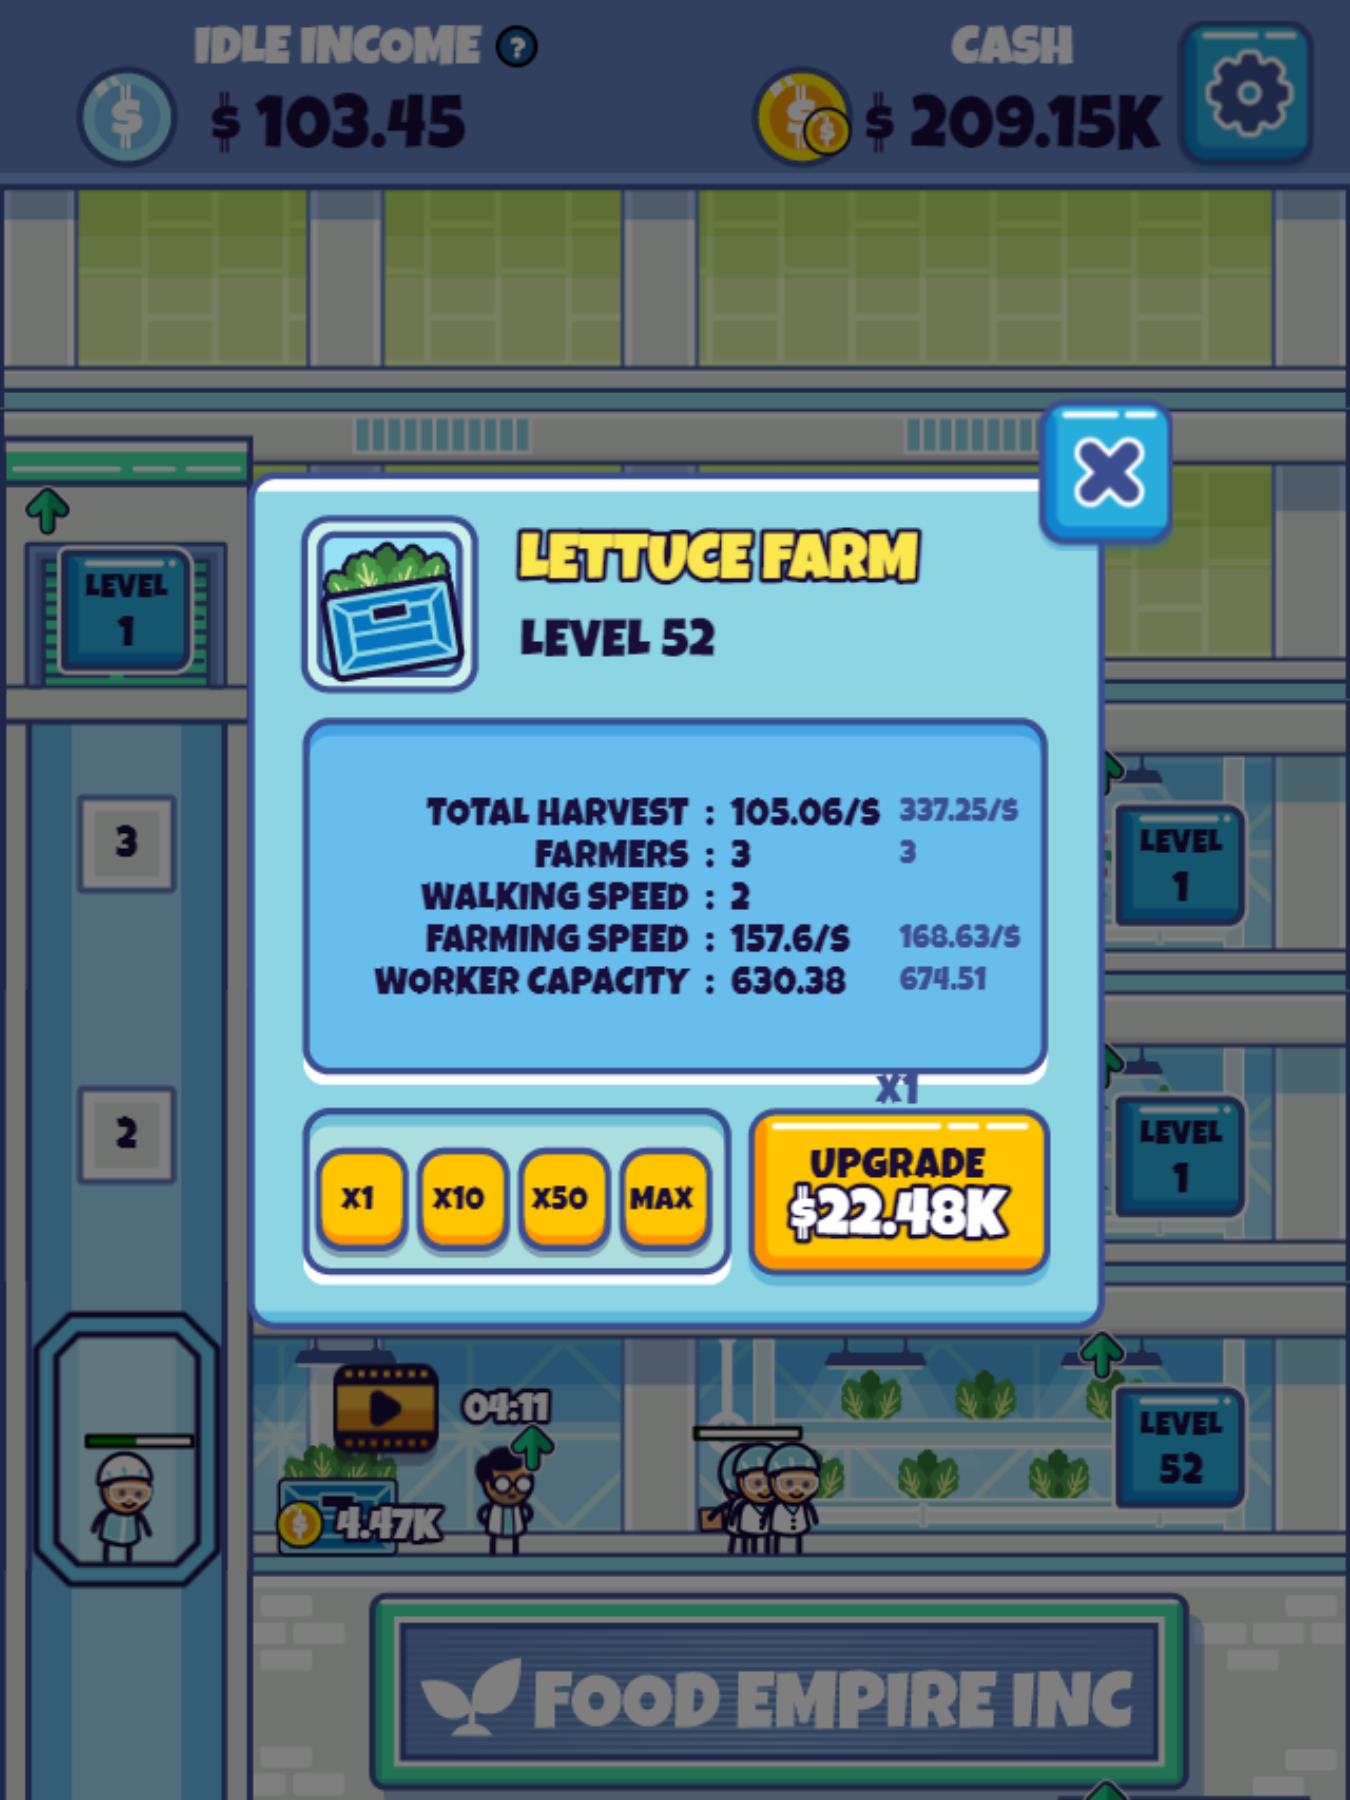 IDLE INCOME ?
$ 103.45
CASH
$ 209.15K
LEVEL
1
3
2
LETTUCE FARM
LEVEL 52
TOTAL HARVEST : 105.06/S 337.25/S
FARMERS : 3 3
WALKING SPEED : 2
FARMING SPEED : 157.6/S 168.63/S
WORKER CAPACITY : 630.38 674.51
X1
X1 X10 X50 MAX
UPGRADE
$22.48K
LEVEL
1
LEVEL
1
04:11
LEVEL
52
4.47K
FOOD EMPIRE INC